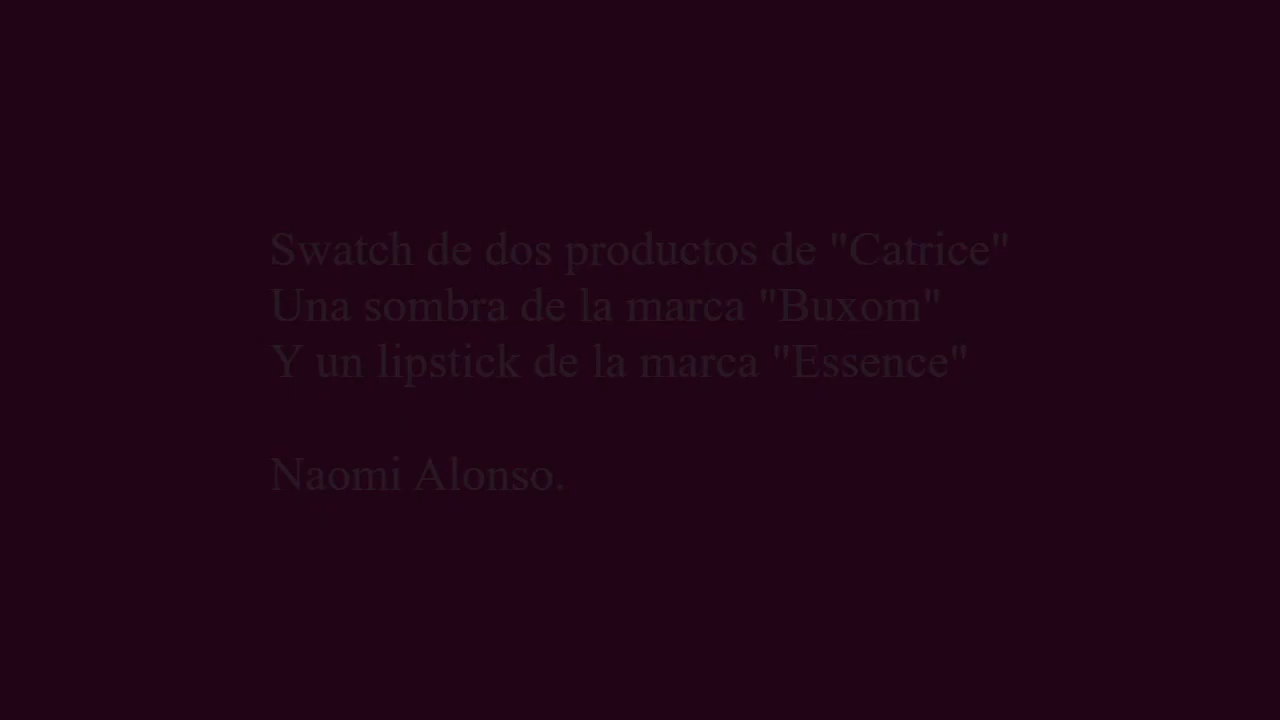 Swatch de dos productos de "Catrice"
Una sombra de la marca "Buxom"
Y un lipstick de la marca "Essence"
Naomi Alonso.